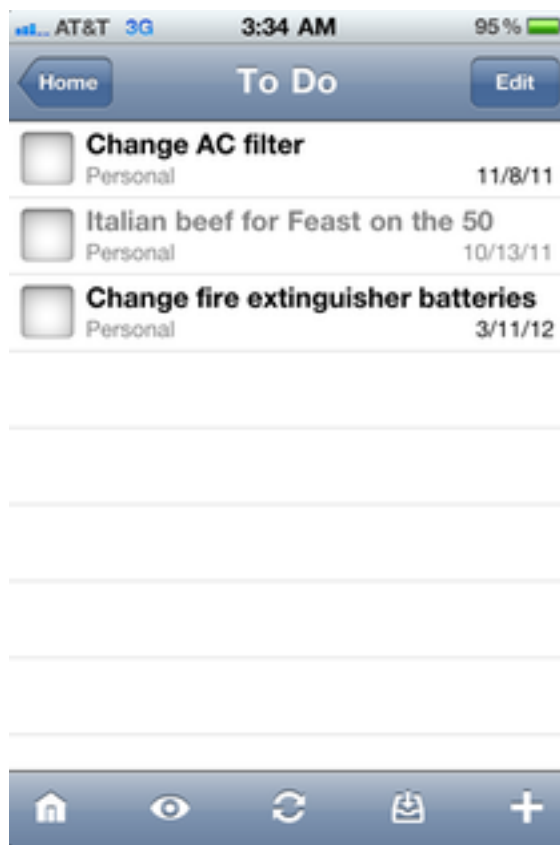 AT&T 3G 3:34 AM 95%
Home To Do Edit
Change AC filter
Personal 11/8/11
Italian beef for Feast on the 50
Personal 10/13/11
Change fire extinguisher batteries
Personal 3/11/12